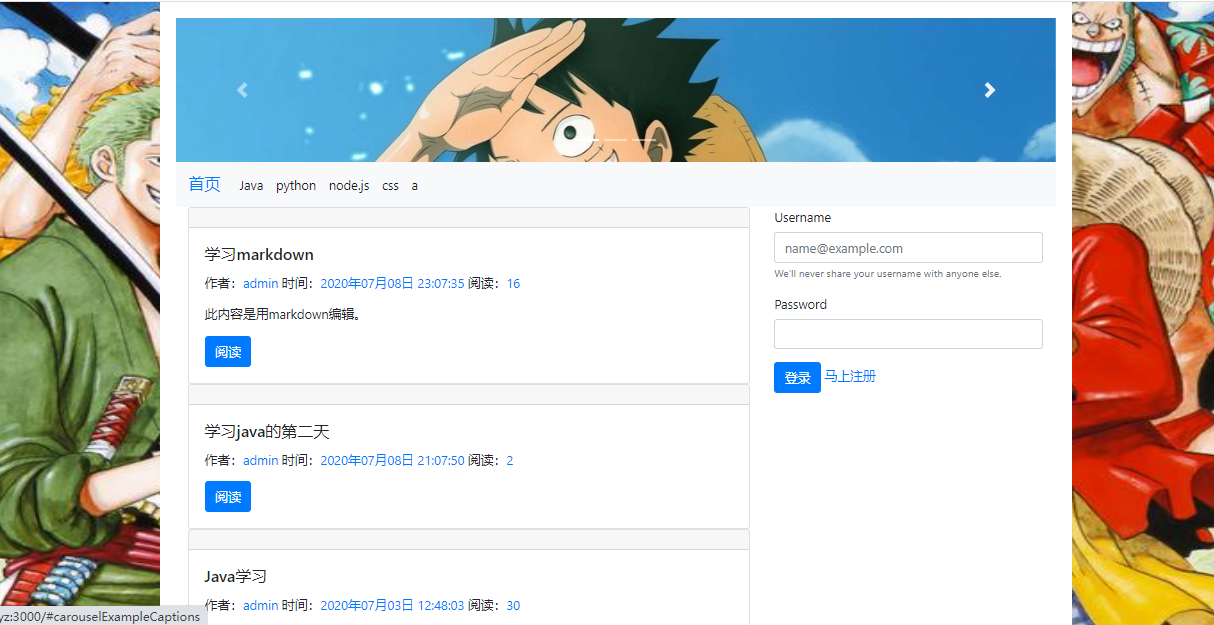 首页 Java python node.js css a
学习markdown
作者：admin 时间：2020年07月08日 23:07:35 阅读：16
此内容是用markdown编辑。
阅读
学习java的第二天
作者：admin 时间：2020年07月08日 21:07:50 阅读：2
阅读
Java学习
作者：admin 时间：2020年07月03日 12:48:03 阅读：30
Username
name@example.com
We'll never share your username with anyone else.
Password
登录 马上注册
yz:3000/#carouselExampleCaptions